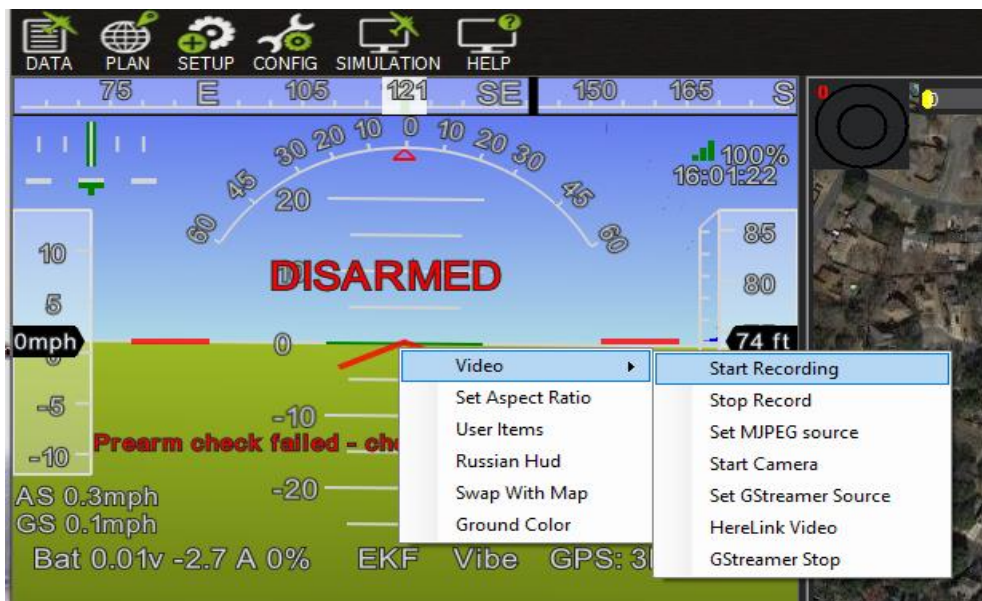 DATA PLAN SETUP CONFIG SIMULATION HELP
75 E 105 121 SE 150 165 S
0
30 20 10 0 10 20 30
45 45
60 60
100%
16:01:22
20
10 85
DISARMED
10
5 80
0mph 0 74 ft
0
-5
-10
Prearm check failed - che
-10
-20
AS 0.3mph
GS 0.1mph
Bat 0.01v -2.7 A 0% EKF Vibe GPS: 3
Video
Set Aspect Ratio
User Items
Russian Hud
Swap With Map
Ground Color
Start Recording
Stop Record
Set MJPEG source
Start Camera
Set GStreamer Source
HereLink Video
GStreamer Stop